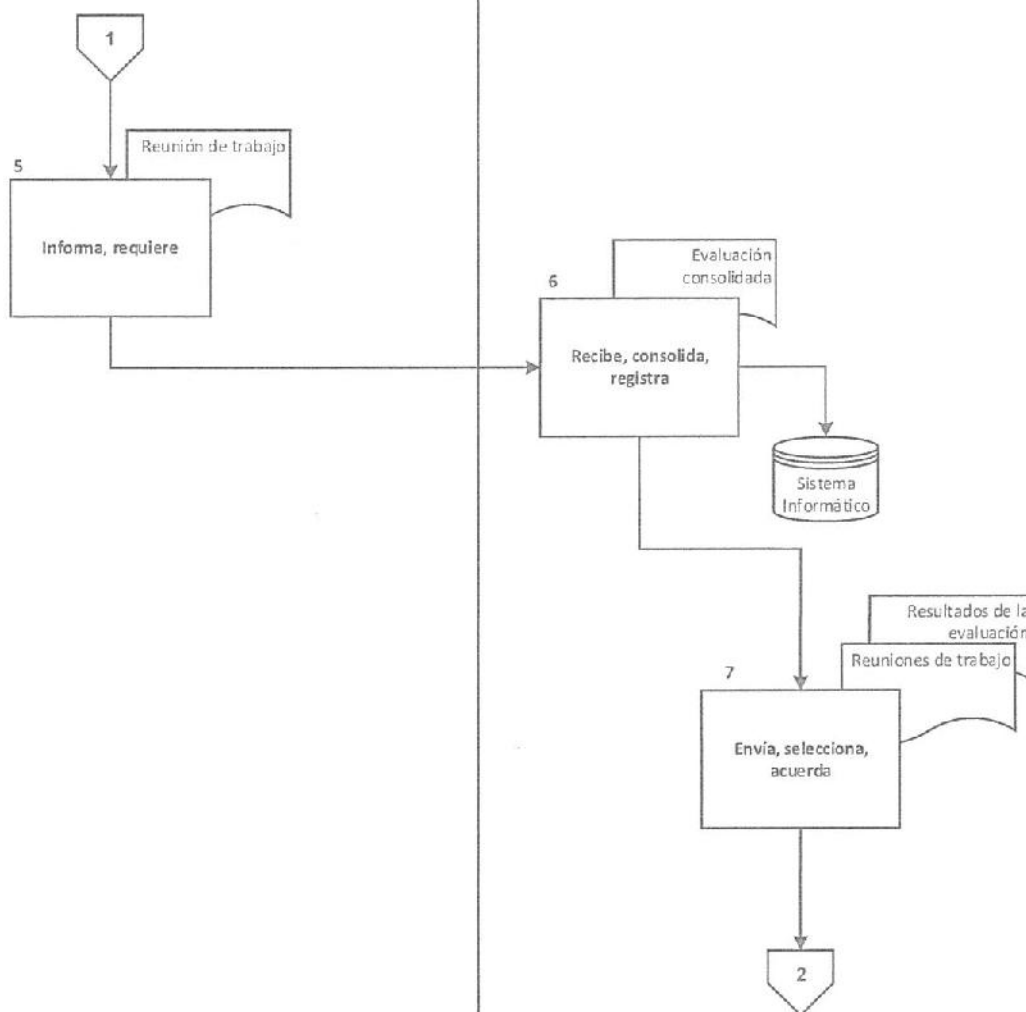 1
Reunión de trabajo
5
Informa, requiere
Evaluación
consolidada
6
Recibe, consolida,
registra
Sistema
Informático
Resultados de la
evaluación
Reuniones de trabajo
7
Envía, selecciona,
acuerda
2